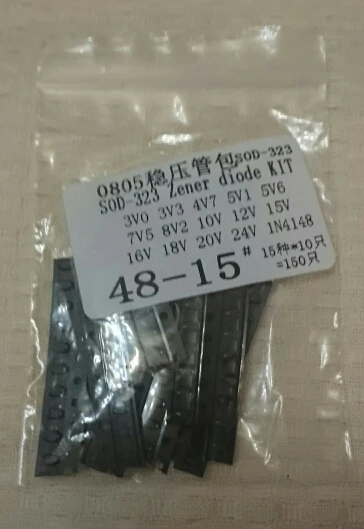 0805稳压管包SOD-323
SOD-323 Zener diode KIT
3V0 3V3 4V7 5V1 5V6
7V5 8V2 10V 12V 15V
16V 18V 20V 24V 1N4148
48-15# 15种*10只
=150只